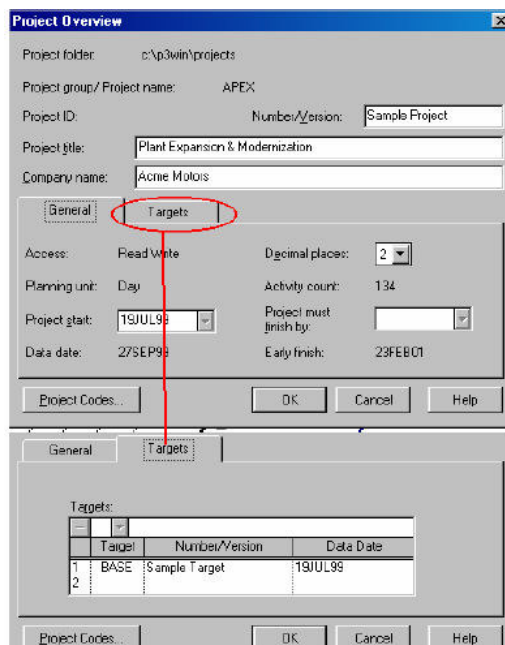 Project Overview
Project folder: c:\p3win\projects
Project group/ Project name: APEX
Project ID: Number/Version: Sample Project
Project title: Plant Expansion & Modernization
Company name: Acme Motors
General Targets
Access: Read Write Decimal places: 2
Planning unit: Day Activity count: 134
Project start: 19JUL99 Project must finish by:
Data date: 27SEP99 Early finish: 23FEB01
Project Codes... OK Cancel Help
General Targets
Targets:
Target Number/Version Data Date
1 BASE Sample Target 19JUL99
2
Project Codes... OK Cancel Help